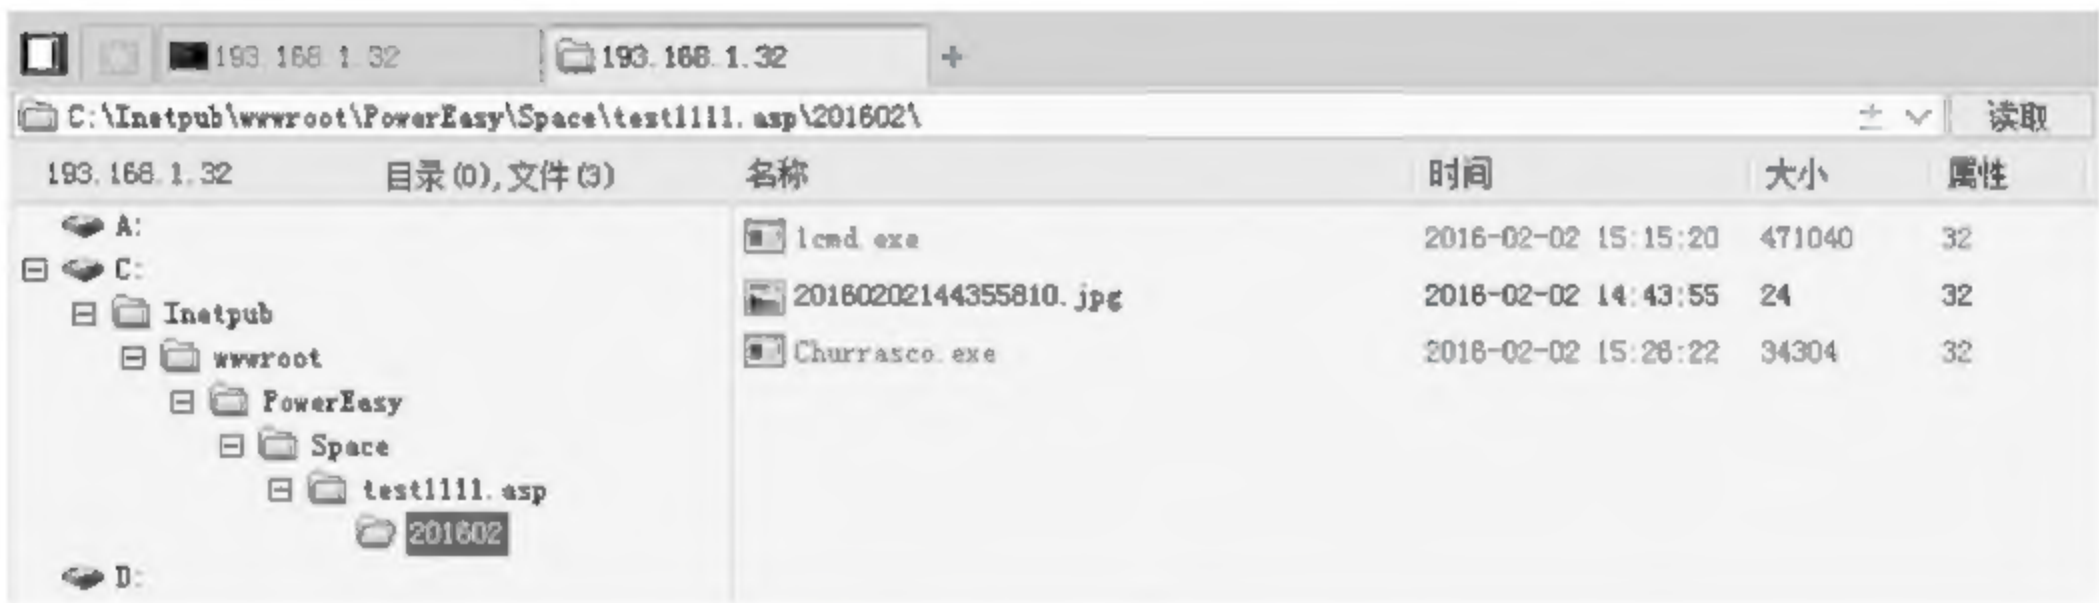 193.168.1.32 193.168.1.32 +
C:\Inetpub\wwwroot\PowerEasy\Space\test1111.asp\201602\ 读取
193.168.1.32 目录(0),文件(3) 名称 时间 大小 属性
A:
C:
Inetpub
wwwroot
PowerEasy
Space
test1111.asp
201602
D:
1cmd.exe 2016-02-02 15:15:20 471040 32
20160202144355810.jpg 2016-02-02 14:43:55 24 32
Churrasco.exe 2016-02-02 15:26:22 34304 32